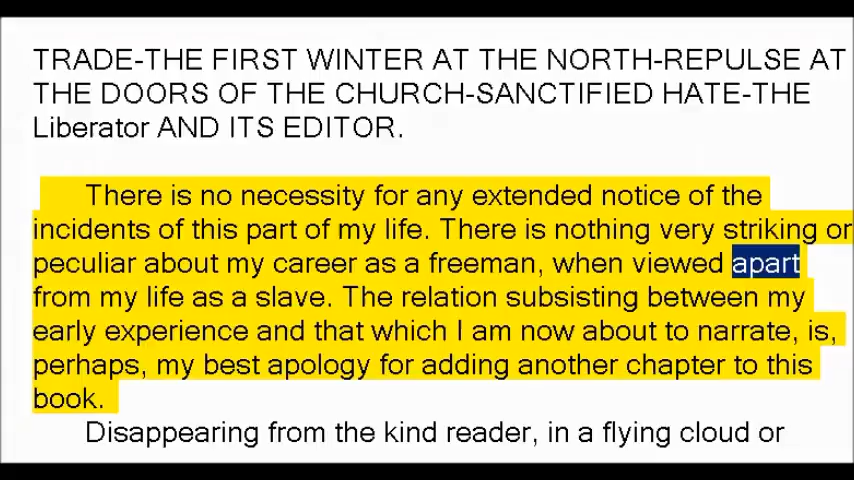 TRADE-THE FIRST WINTER AT THE NORTH-REPULSE AT
THE DOORS OF THE CHURCH-SANCTIFIED HATE-THE
Liberator AND ITS EDITOR.
There is no necessity for any extended notice of the
incidents of this part of my life. There is nothing very striking or
peculiar about my career as a freeman, when viewed apart
from my life as a slave. The relation subsisting between my
early experience and that which I am now about to narrate, is,
perhaps, my best apology for adding another chapter to this
book.
Disappearing from the kind reader, in a flying cloud or